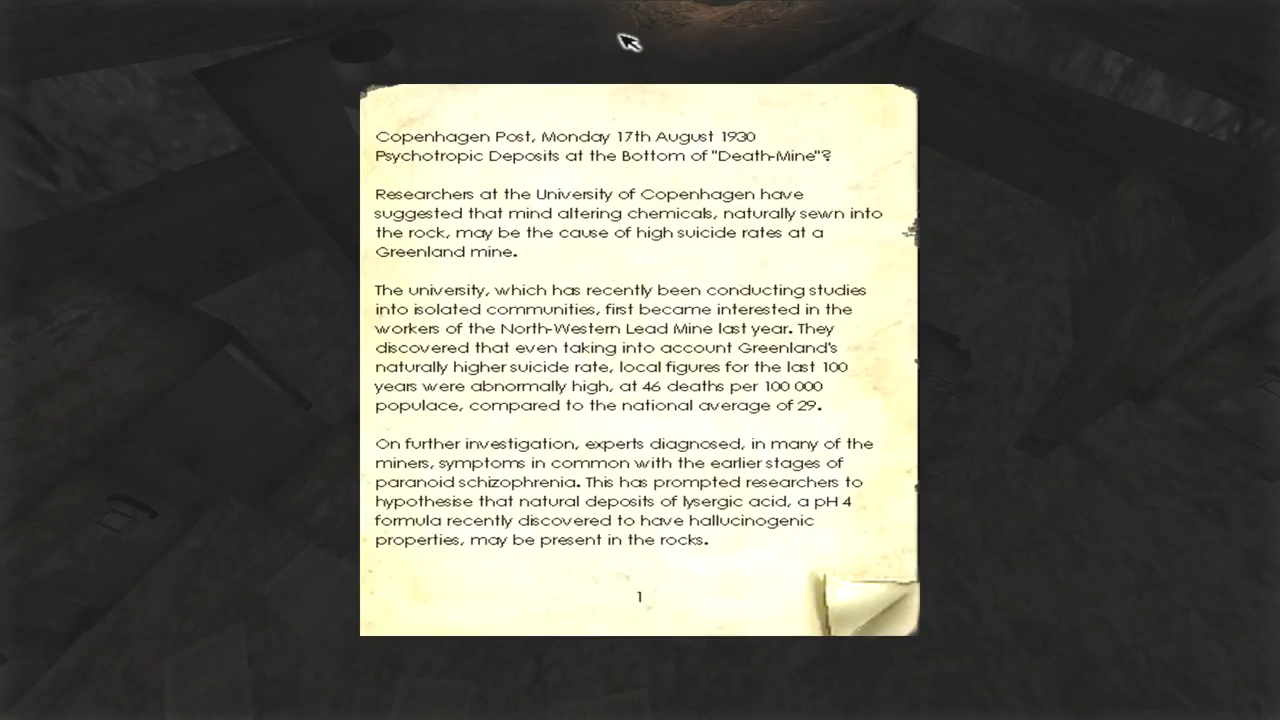 Copenhagen Post, Monday 17th August 1930
Psychotropic Deposits at the Bottom of "Death-Mine"?
Researchers at the University of Copenhagen have
suggested that mind altering chemicals, naturally sewn into
the rock, may be the cause of high suicide rates at a
Greenland mine.
The university, which has recently been conducting studies
into isolated communities, first became interested in the
workers of the North-Western Lead Mine last year. They
discovered that even taking into account Greenland's
naturally higher suicide rate, local figures for the last 100
years were abnormally high, at 46 deaths per 100 000
populace, compared to the national average of 29.
On further investigation, experts diagnosed, in many of the
miners, symptoms in common with the earlier stages of
paranoid schizophrenia. This has prompted researchers to
hypothesise that natural deposits of lysergic acid, a pH 4
formula recently discovered to have hallucinogenic
properties, may be present in the rocks.
1